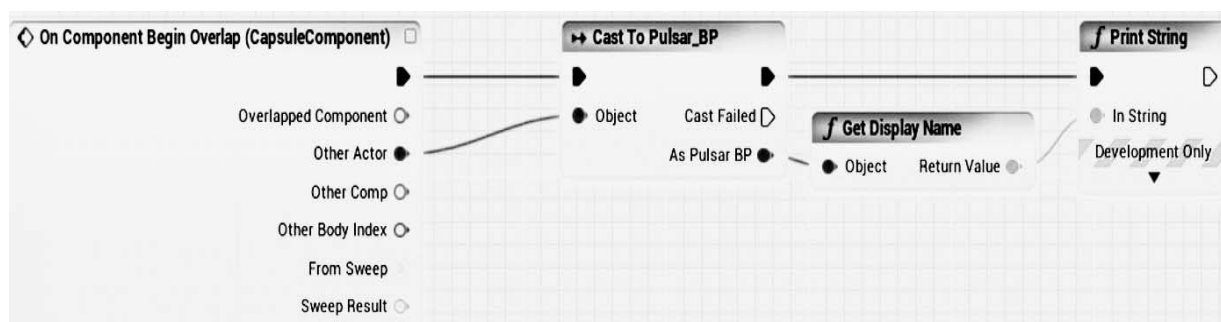 On Component Begin Overlap (CapsuleComponent)
Overlapped Component
Other Actor
Other Comp
Other Body Index
From Sweep
Sweep Result
Cast To Pulsar_BP
Object
Cast Failed
As Pulsar BP
f Get Display Name
Object
Return Value
f Print String
In String
Development Only